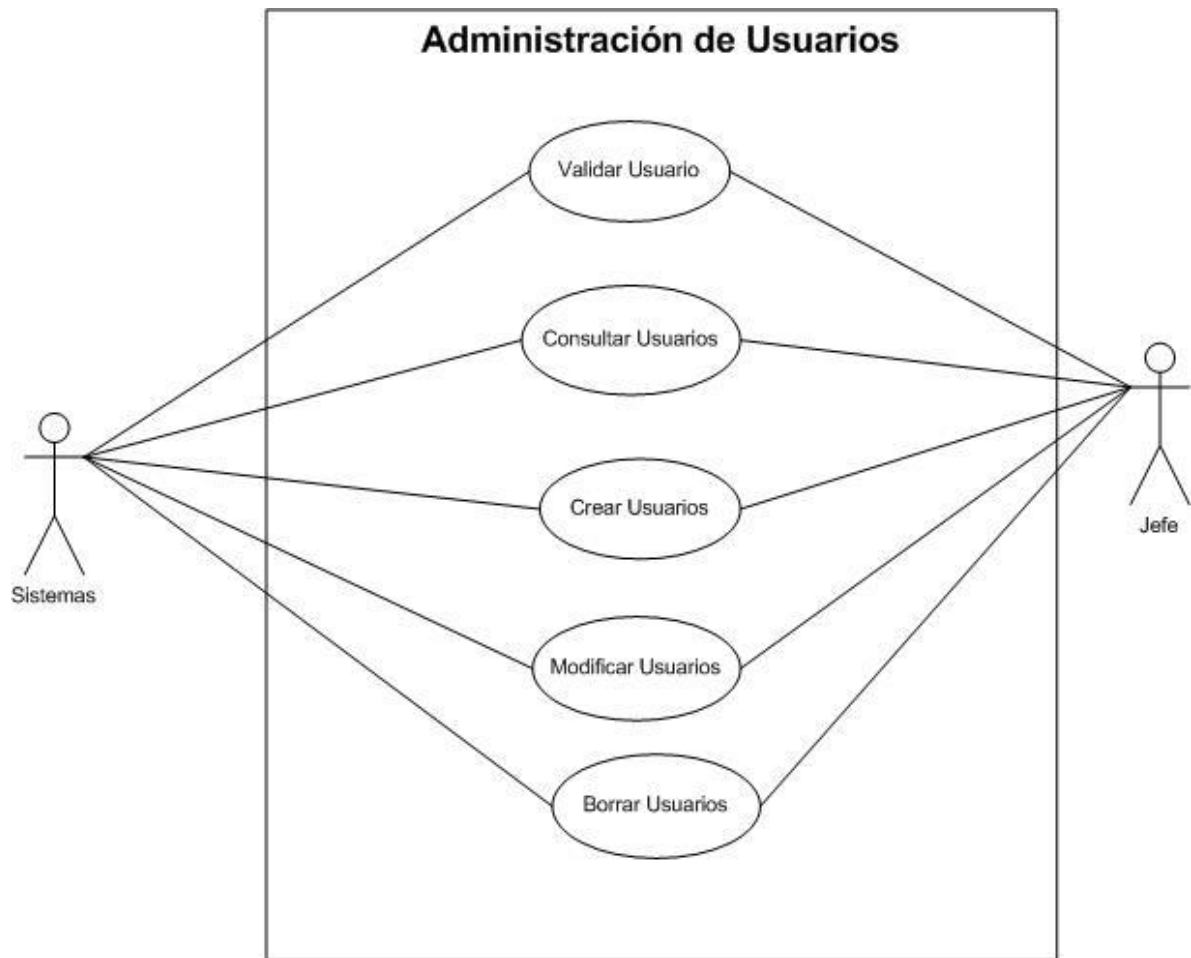 Administración de Usuarios
Validar Usuario
Consultar Usuarios
Crear Usuarios
Jefe
Sistemas
Modificar Usuarios
Borrar Usuarios